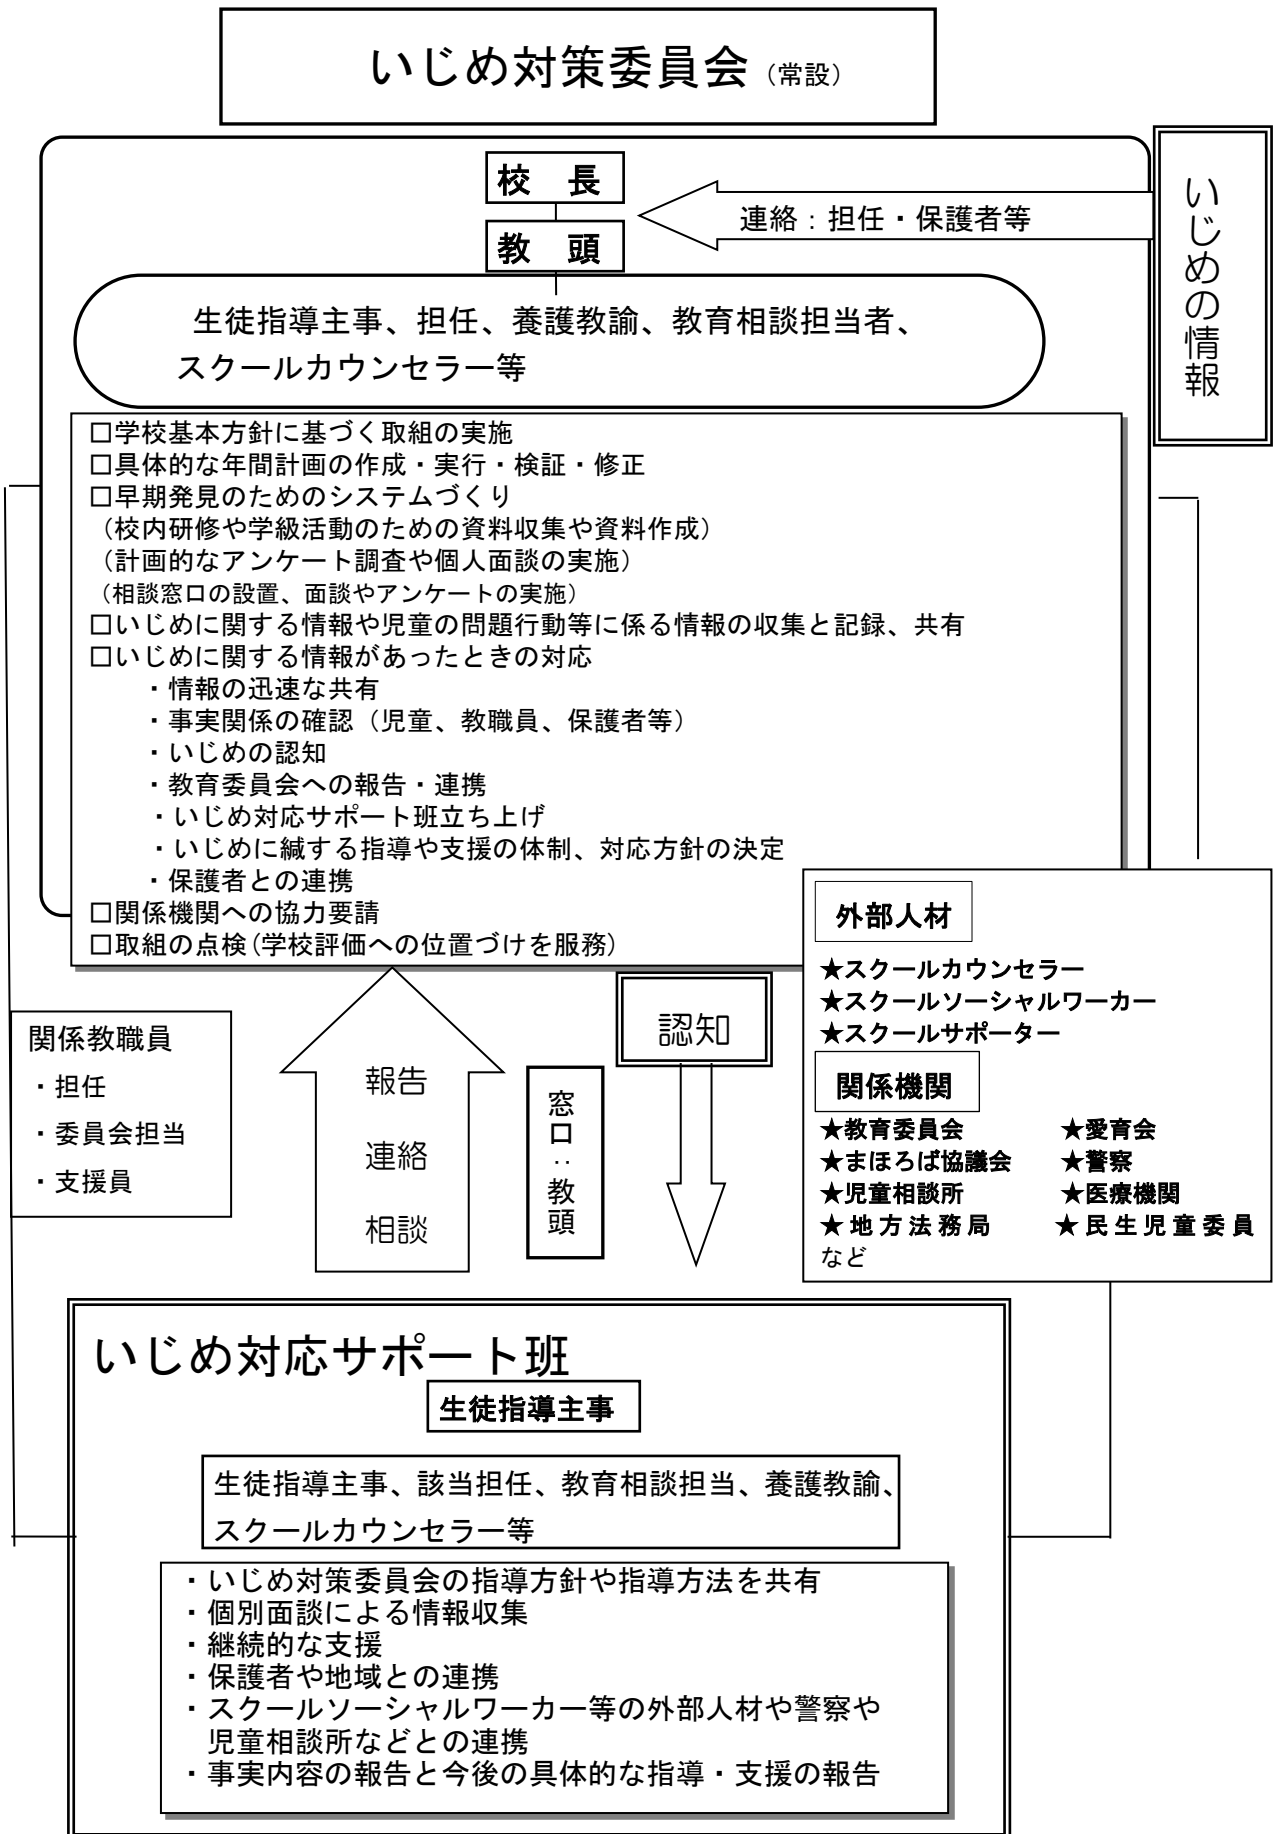 いじめ対策委員会（常設）
校　長
教　頭
連絡：担任・保護者等
いじめの情報
生徒指導主事、担任、養護教諭、教育相談担当者、
スクールカウンセラー等
□学校基本方針に基づく取組の実施
□具体的な年間計画の作成・実行・検証・修正
□早期発見のためのシステムづくり
（校内研修や学級活動のための資料収集や資料作成）
（計画的なアンケート調査や個人面談の実施）
（相談窓口の設置、面談やアンケートの実施）
□いじめに関する情報や児童の問題行動等に係る情報の収集と記録、共有
□いじめに関する情報があったときの対応
・情報の迅速な共有
・事実関係の確認（児童、教職員、保護者等）
・いじめの認知
・教育委員会への報告・連携
・いじめ対応サポート班立ち上げ
・いじめに緘する指導や支援の体制、対応方針の決定
・保護者との連携
□関係機関への協力要請
□取組の点検(学校評価への位置づけを服務)
外部人材
★スクールカウンセラー
★スクールソーシャルワーカー
★スクールサポーター
関係機関
★教育委員会　★愛育会
★まほろば協議会　★警察
★児童相談所　★医療機関
★地方法務局　★民生児童委員
など
関係教職員
・担任
・委員会担当
・支援員
報告
連絡
相談
窓口：教頭
認知
いじめ対応サポート班
生徒指導主事
生徒指導主事、該当担任、教育相談担当、養護教諭、
スクールカウンセラー等
・いじめ対策委員会の指導方針や指導方法を共有
・個別面談による情報収集
・継続的な支援
・保護者や地域との連携
・スクールソーシャルワーカー等の外部人材や警察や
児童相談所などとの連携
・事実内容の報告と今後の具体的な指導・支援の報告